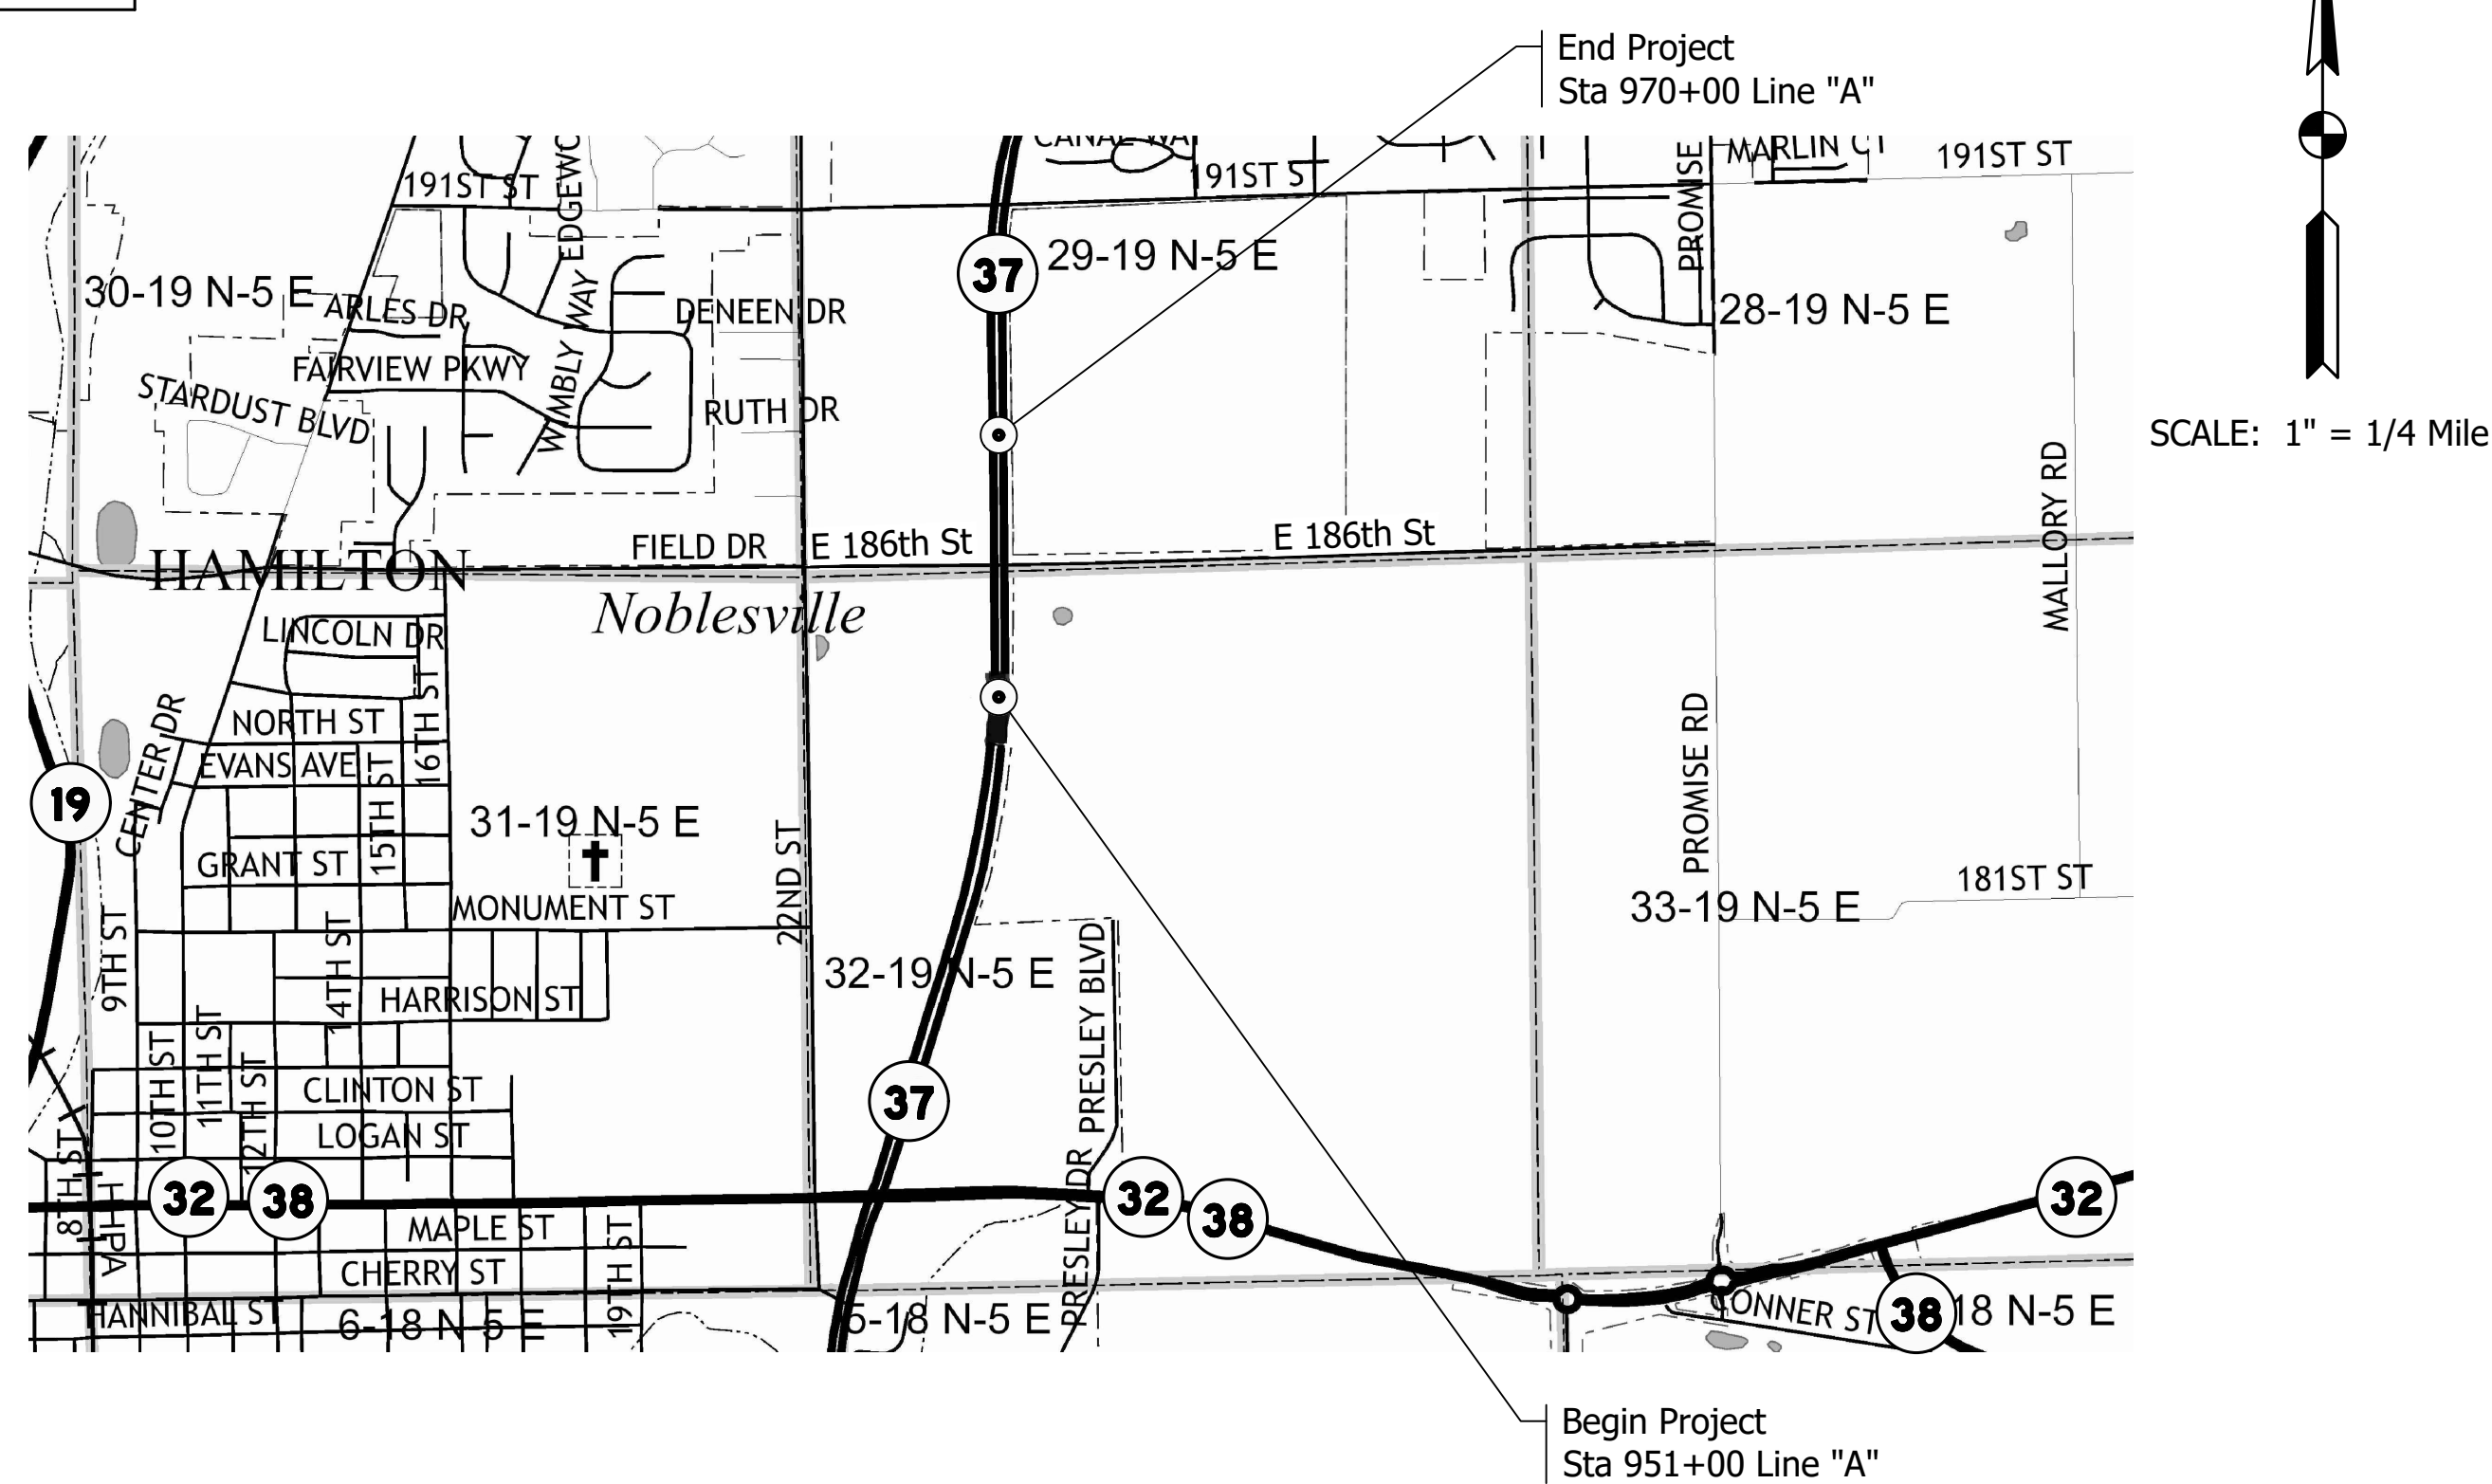 End Project
Sta 970+00 Line "A"
MARLIN CT
191ST ST
191ST ST
191ST S
PROMISE
37
29-19 N-5 E
30-19 N-5 E
ARLES DR
WIMBLY WAY
DENEEN DR
28-19 N-5 E
FAIRVIEW PKWY
STARDUST BLVD
RUTH DR
SCALE: 1" = 1/4 Mile
MALLORY RD
FIELD DR
E 186th St
E 186th St
HAMILTON
Noblesville
LINCOLN DR
16TH ST
NORTH ST
CENTER DR
EVANS AVE
15TH ST
19
31-19 N-5 E
PROMISE RD
GRANT ST
22ND ST
181ST ST
MONUMENT ST
33-19 N-5 E
9TH ST
14TH ST
32-19 N-5 E
PRESLEY BLVD
HARRISON ST
10TH ST
11TH ST
12TH ST
CLINTON ST
37
LOGAN ST
8TH ST
HHPA
32
38
32
38
32
MAPLE ST
PRESLEY DR
19TH ST
CHERRY ST
HANNIBAL ST
6-18 N-5 E
5-18 N-5 E
CONNER ST
38
18 N-5 E
Begin Project
Sta 951+00 Line "A"